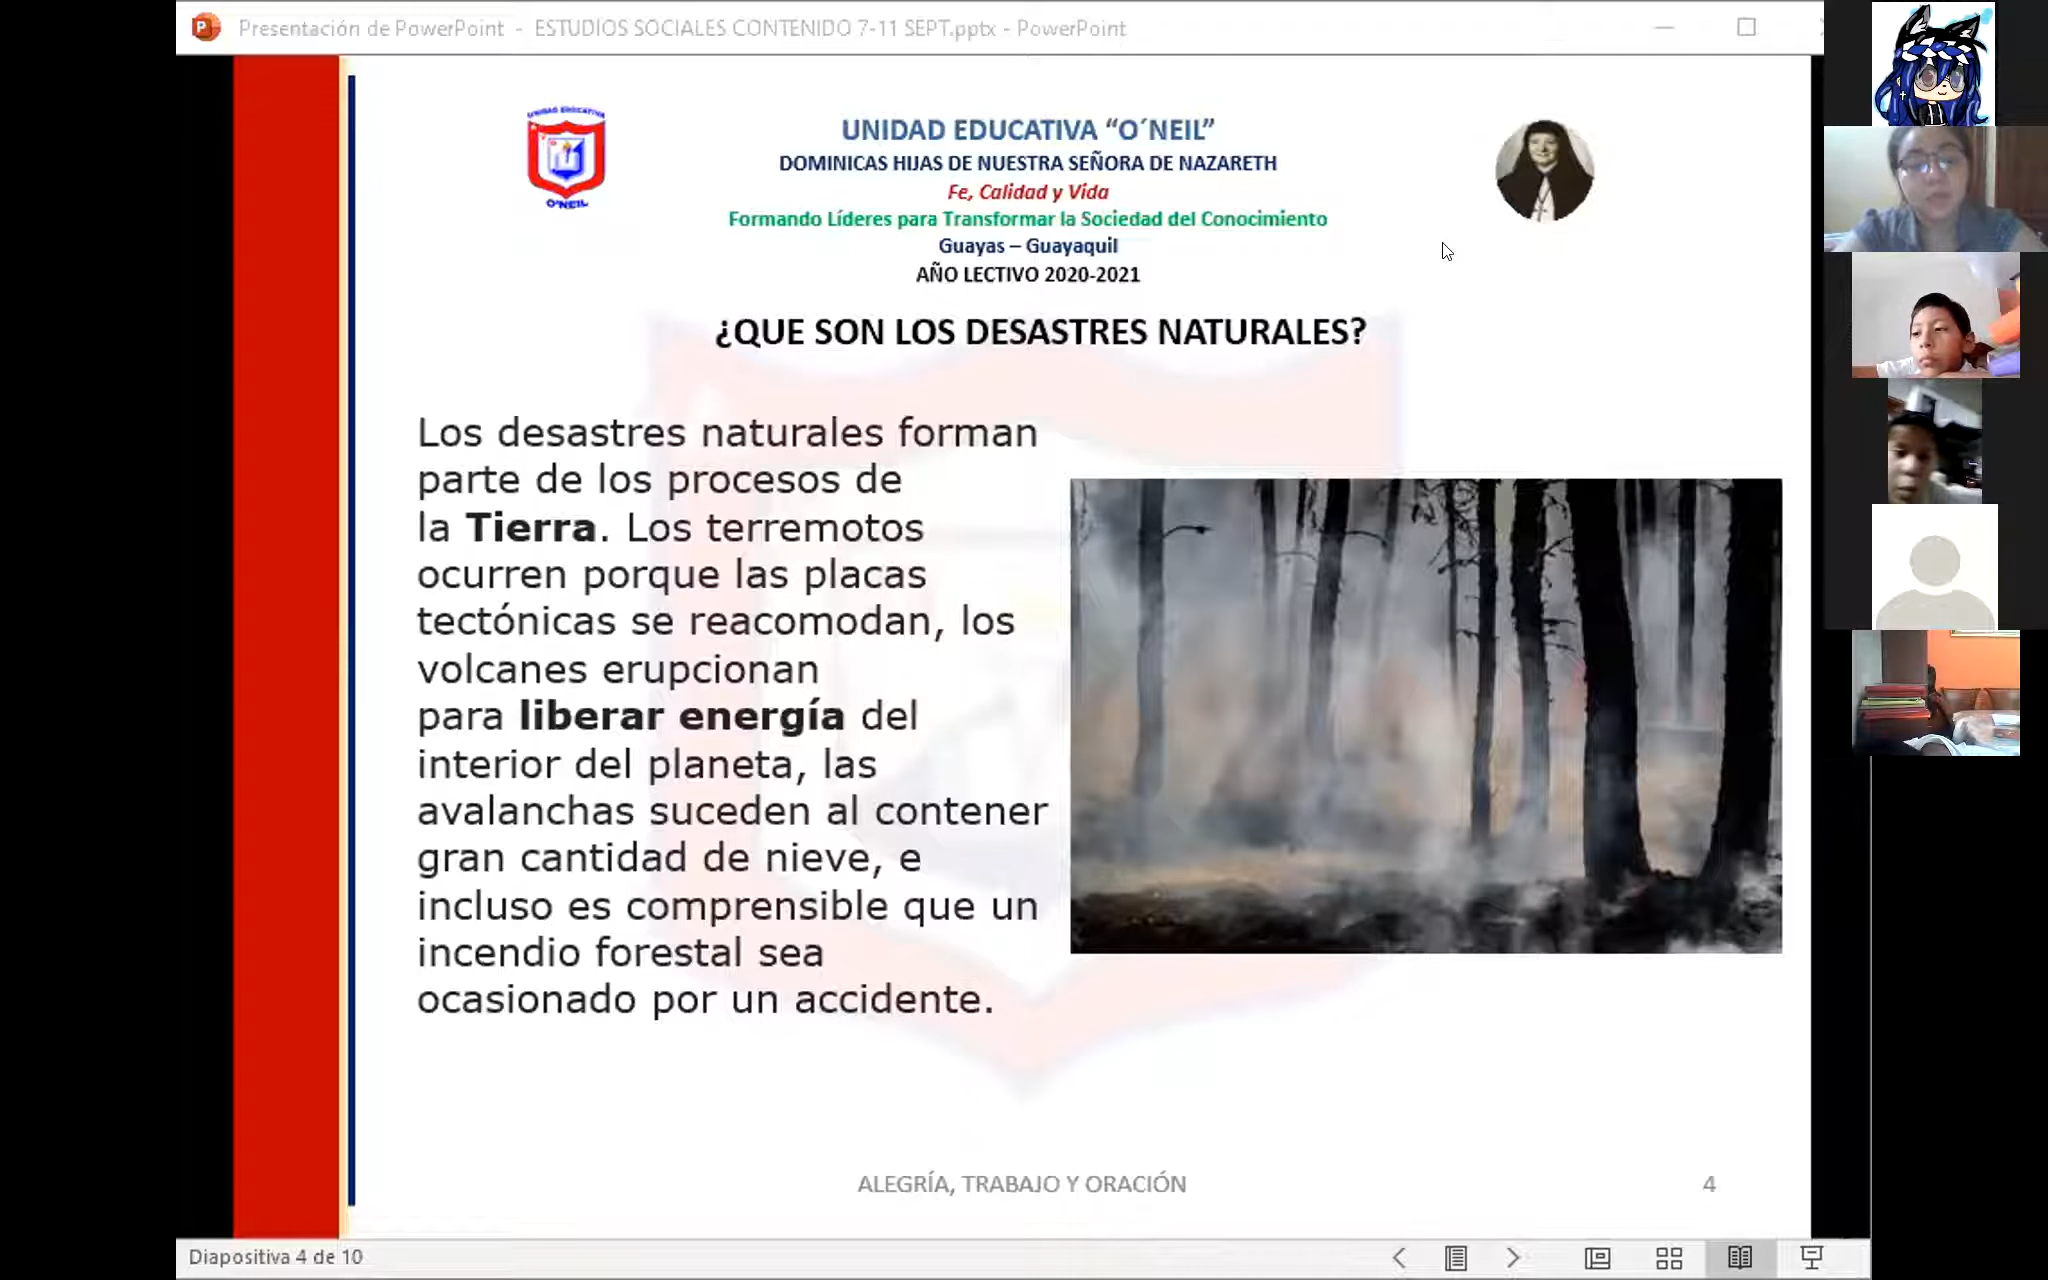 Presentación de PowerPoint - ESTUDIOS SOCIALES CONTENIDO 7-11 SEPT.pptx - PowerPoint
UNIDAD EDUCATIVA
O'NEIL
UNIDAD EDUCATIVA “O´NEIL”
DOMINICAS HIJAS DE NUESTRA SEÑORA DE NAZARETH
Fe, Calidad y Vida
Formando Líderes para Transformar la Sociedad del Conocimiento
Guayas – Guayaquil
AÑO LECTIVO 2020-2021
¿QUE SON LOS DESASTRES NATURALES?
Los desastres naturales forman
parte de los procesos de
la Tierra. Los terremotos
ocurren porque las placas
tectónicas se reacomodan, los
volcanes erupcionan
para liberar energía del
interior del planeta, las
avalanchas suceden al contener
gran cantidad de nieve, e
incluso es comprensible que un
incendio forestal sea
ocasionado por un accidente.
ALEGRÍA, TRABAJO Y ORACIÓN
4
Diapositiva 4 de 10